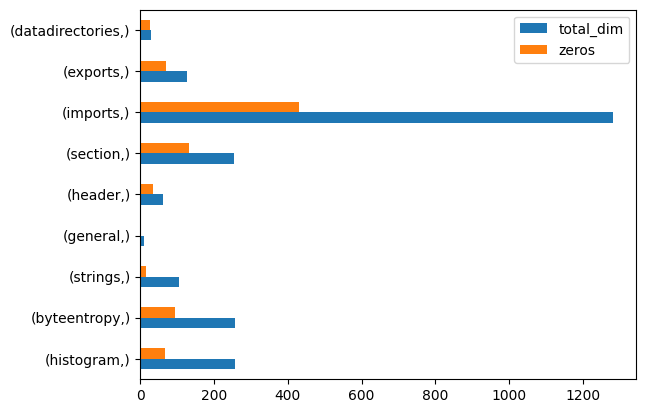 (datadirectories,)
(exports,)
(imports,)
(section,)
(header,)
(general,)
(strings,)
(byteentropy,)
(histogram,)
total_dim
zeros
0 200 400 600 800 1000 1200